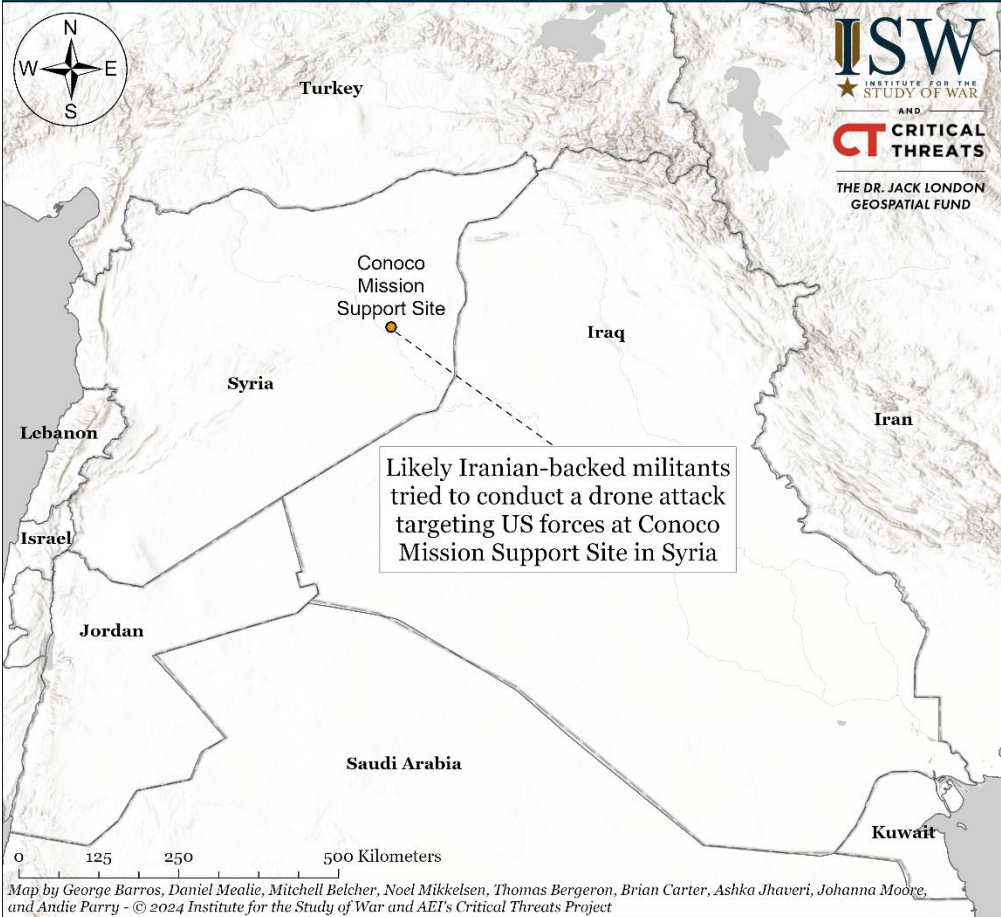 N
W E
S
ISW
INSTITUTE FOR THE
STUDY OF WAR
AND
CT CRITICAL
THREATS
THE DR. JACK LONDON
GEOSPATIAL FUND
Turkey
Conoco
Mission
Support Site
Iraq
Syria
Iran
Lebanon
Likely Iranian-backed militants
tried to conduct a drone attack
targeting US forces at Conoco
Mission Support Site in Syria
Israel
Jordan
Saudi Arabia
Kuwait
0 125 250 500 Kilometers
Map by George Barros, Daniel Mealie, Mitchell Belcher, Noel Mikkelsen, Thomas Bergeron, Brian Carter, Ashka Jhaveri, Johanna Moore,
and Andie Parry - © 2024 Institute for the Study of War and AEI's Critical Threats Project